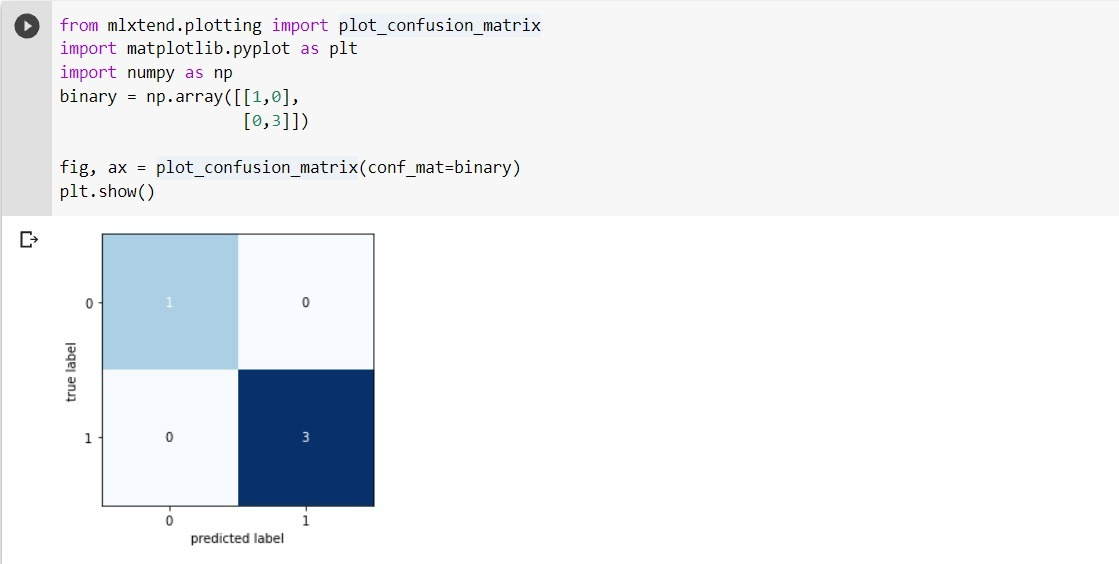 from mlxtend.plotting import plot_confusion_matrix
import matplotlib.pyplot as plt
import numpy as np
binary = np.array([[1,0],
                   [0,3]])
fig, ax = plot_confusion_matrix(conf_mat=binary)
plt.show()
0
1
0
true label
1
0
3
0
1
predicted label